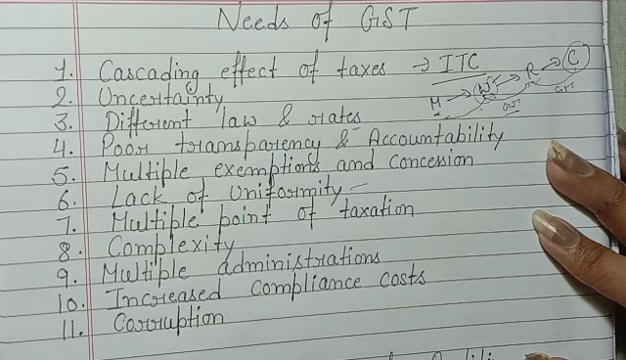 Needs of GST
1. Cascading effect of taxes → ITC
M → W → R → C
GST GST
2. Uncertainty
3. Different law & rates
4. Poor transparency & Accountability
5. Multiple exemptions and concession
6. Lack of Uniformity
7. Multiple point of taxation
8. Complexity
9. Multiple administrations
10. Increased compliance costs
11. Corruption